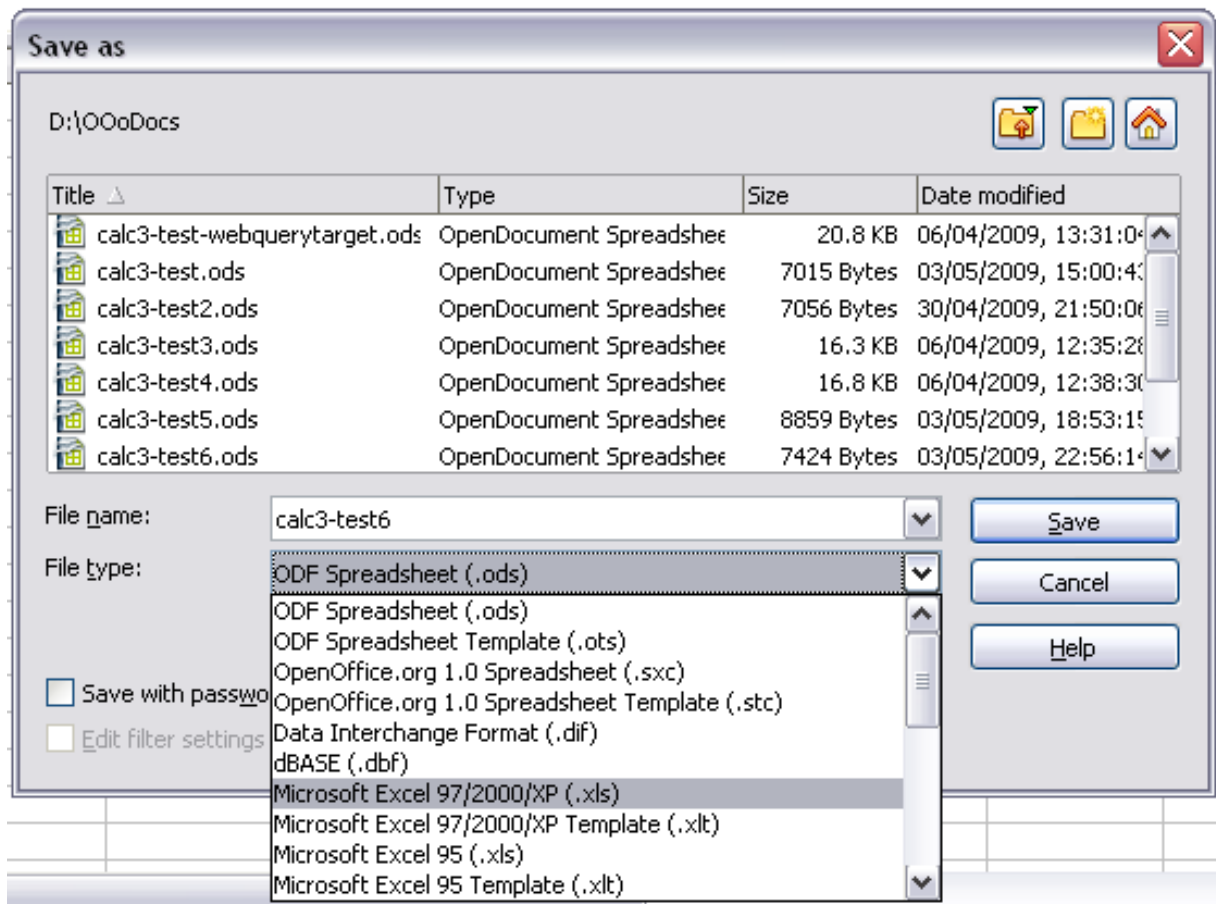 Save as
D:\OOoDocs
Title Type Size Date modified
calc3-test-webquerytarget.ods OpenDocument Spreadshee 20.8 KB 06/04/2009, 13:31:04
calc3-test.ods OpenDocument Spreadshee 7015 Bytes 03/05/2009, 15:00:43
calc3-test2.ods OpenDocument Spreadshee 7056 Bytes 30/04/2009, 21:50:06
calc3-test3.ods OpenDocument Spreadshee 16.3 KB 06/04/2009, 12:35:28
calc3-test4.ods OpenDocument Spreadshee 16.8 KB 06/04/2009, 12:38:30
calc3-test5.ods OpenDocument Spreadshee 8859 Bytes 03/05/2009, 18:53:15
calc3-test6.ods OpenDocument Spreadshee 7424 Bytes 03/05/2009, 22:56:14
File name: calc3-test6 Save
File type: ODF Spreadsheet (.ods) Cancel
ODF Spreadsheet (.ods)
ODF Spreadsheet Template (.ots) Help
OpenOffice.org 1.0 Spreadsheet (.sxc)
Save with passwo OpenOffice.org 1.0 Spreadsheet Template (.stc)
Edit filter settings Data Interchange Format (.dif)
dBASE (.dbf)
Microsoft Excel 97/2000/XP (.xls)
Microsoft Excel 97/2000/XP Template (.xlt)
Microsoft Excel 95 (.xls)
Microsoft Excel 95 Template (.xlt)